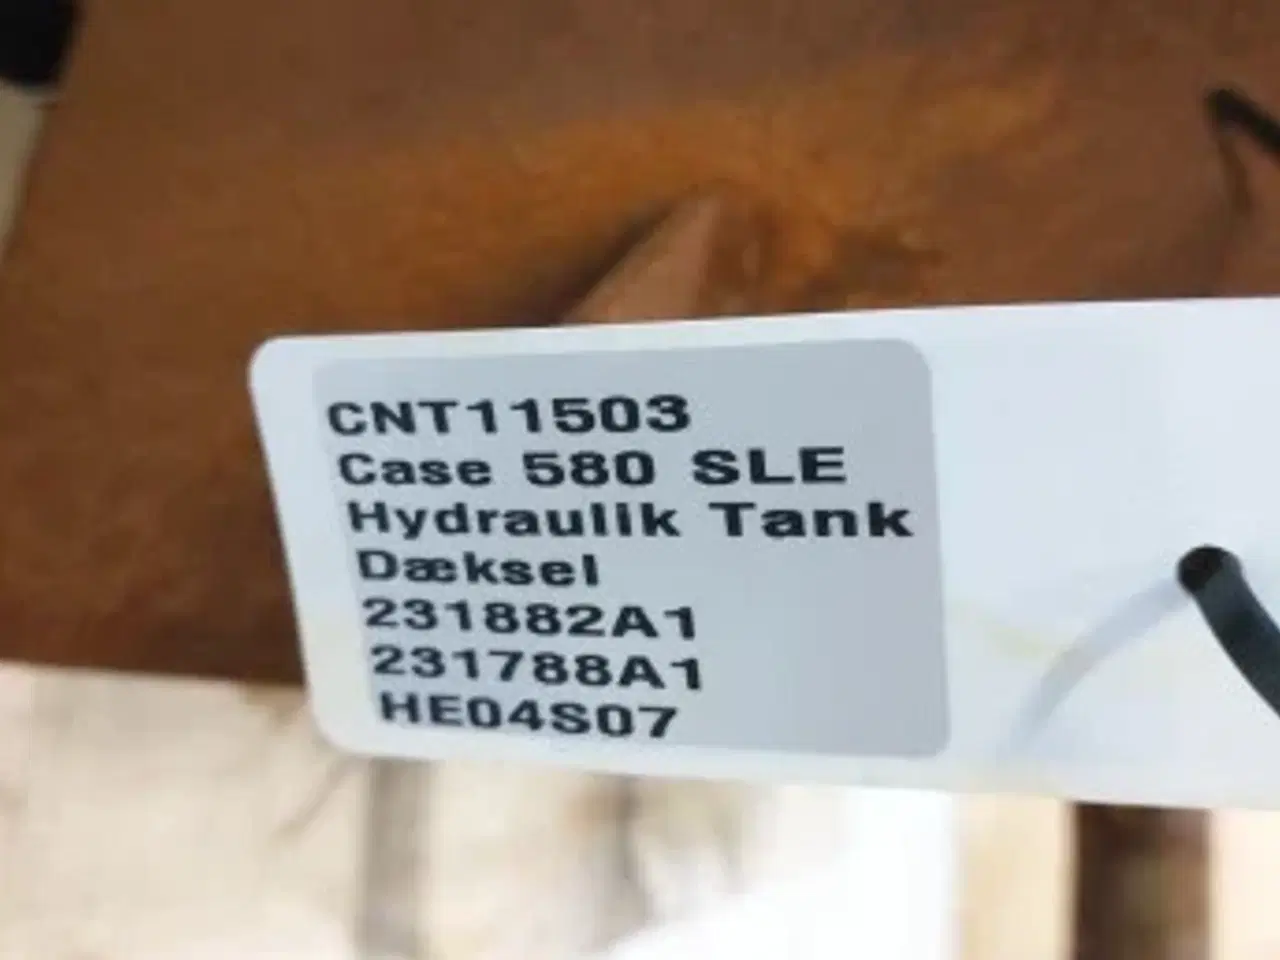 CNT11503
Case 580 SLE
Hydraulik Tank
Dæksel
231882A1
231788A1
HE04S07